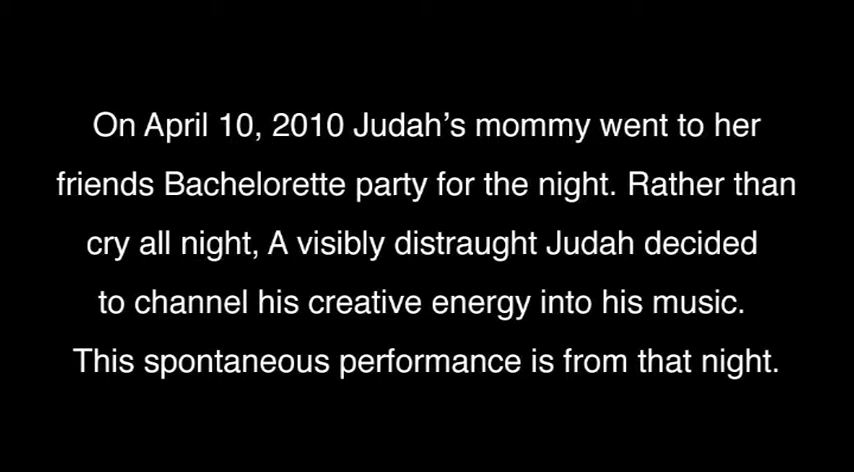 On April 10, 2010 Judah’s mommy went to her
friends Bachelorette party for the night. Rather than
cry all night, A visibly distraught Judah decided
to channel his creative energy into his music.
This spontaneous performance is from that night.